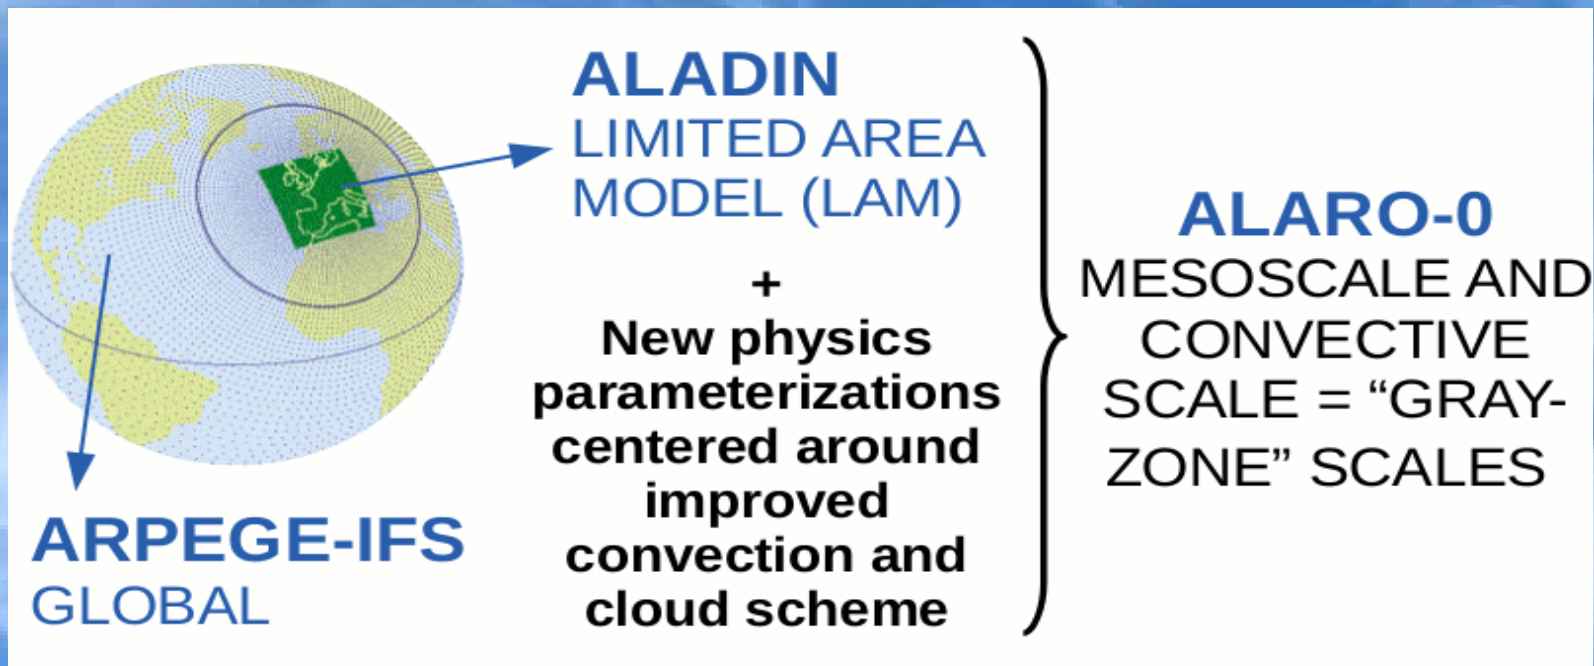 ALADIN
LIMITED AREA
MODEL (LAM)
+
New physics
parameterizations
centered around
improved
convection and
cloud scheme
ARPEGE-IFS
GLOBAL
ALARO-0
MESOSCALE AND
CONVECTIVE
SCALE = “GRAY-
ZONE” SCALES